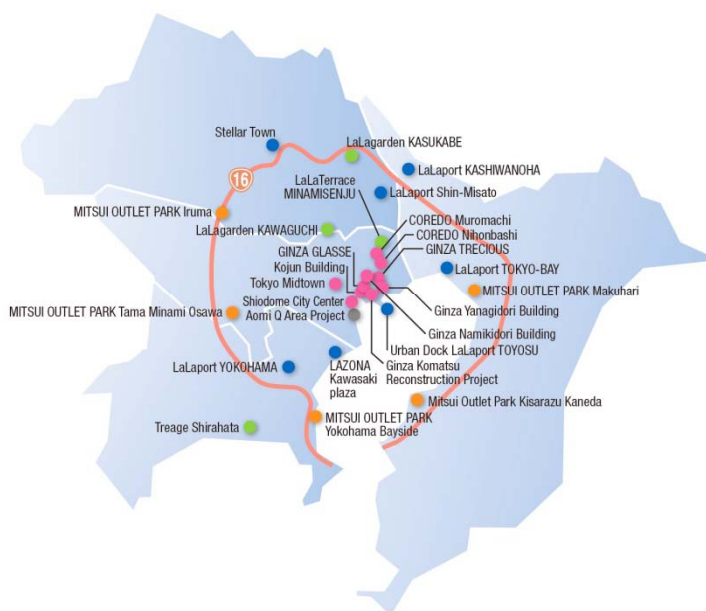 Stellar Town
LaLagarden KASUKABE
LaLaport KASHIWANOHA
16
LaLaTerrace
MINAMISENJU
LaLaport Shin-Misato
MITSUI OUTLET PARK Iruma
LaLagarden KAWAGUCHI
COREDO Muromachi
COREDO Nihonbashi
GINZA TRECIOUS
GINZA GLASSE
Kojun Building
LaLaport TOKYO-BAY
Tokyo Midtown
MITSUI OUTLET PARK Makuhari
Shiodome City Center
Ginza Yanagidori Building
MITSUI OUTLET PARK Tama Minami Osawa
Aomi Q Area Project
Ginza Namikidori Building
Urban Dock LaLaport TOYOSU
LaLaport YOKOHAMA
LAZONA
Kawasaki
plaza
Ginza Komatsu
Reconstruction Project
Mitsui Outlet Park Kisarazu Kaneda
Treage Shirahata
MITSUI OUTLET PARK
Yokohama Bayside